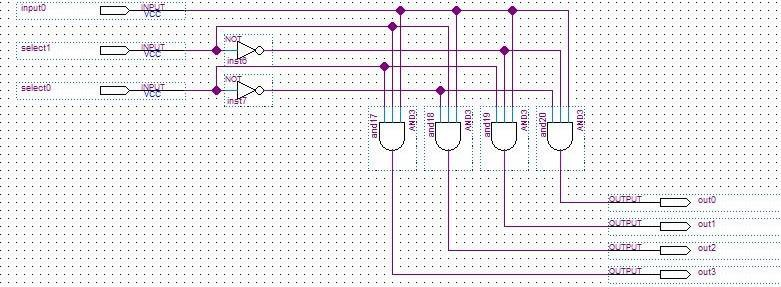 input0 INPUT VCC
select1 INPUT VCC
NOT
inst6
select0 INPUT VCC
NOT
inst7
and17 AND3
and18 AND3
and19 AND3
and20 AND3
OUTPUT out0
OUTPUT out1
OUTPUT out2
OUTPUT out3